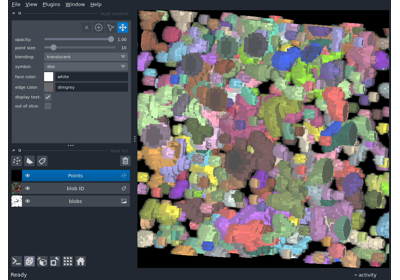 File View Plugins Window Help
opacity: 1.00
point size: 10
blending: translucent
symbol: disc
face color: white
edge color: dimgrey
display text:
out of slice:
Points
blob ID
blobs
Ready
activity